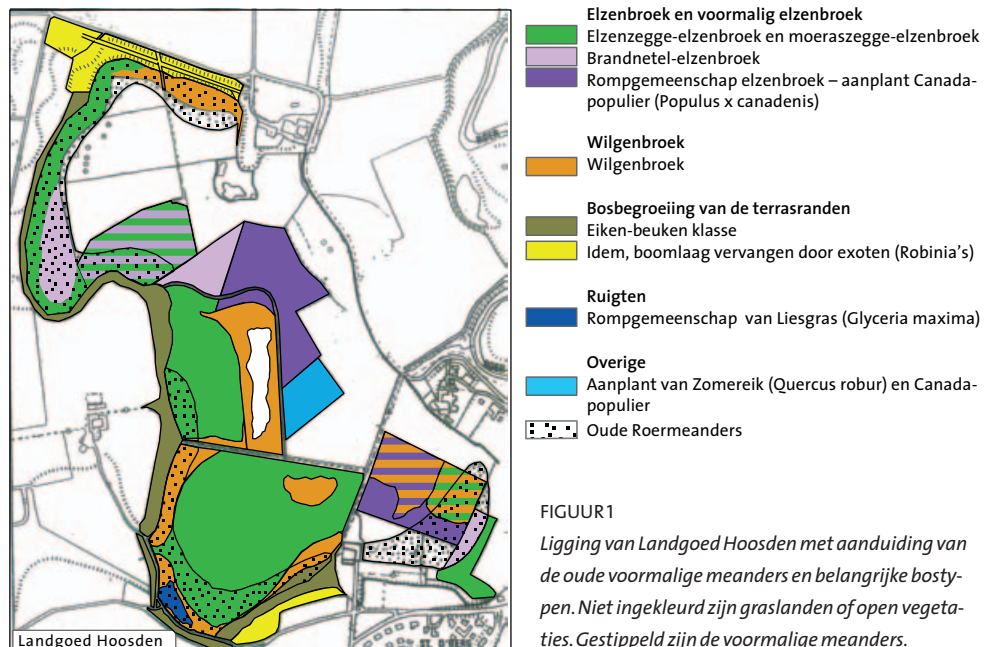 Elzenbroek en voormalig elzenbroek
Elzenzegge-elzenbroek en moeraszegge-elzenbroek
Brandnetel-elzenbroek
Rompgemeenschap elzenbroek – aanplant Canada-
populier (Populus x canadenis)
Wilgenbroek
Wilgenbroek
Bosbegroeiing van de terrasranden
Eiken-beuken klasse
Idem, boomlaag vervangen door exoten (Robinia's)
Ruigten
Rompgemeenschap van Liesgras (Glyceria maxima)
Overige
Aanplant van Zomereik (Quercus robur) en Canada-
populier
Oude Roermeanders
FIGUUR 1
Ligging van Landgoed Hoosden met aanduiding van
de oude voormalige meanders en belangrijke bosty-
pen. Niet ingekleurd zijn graslanden of open vegeta-
ties. Gestippeld zijn de voormalige meanders.
Landgoed Hoosden